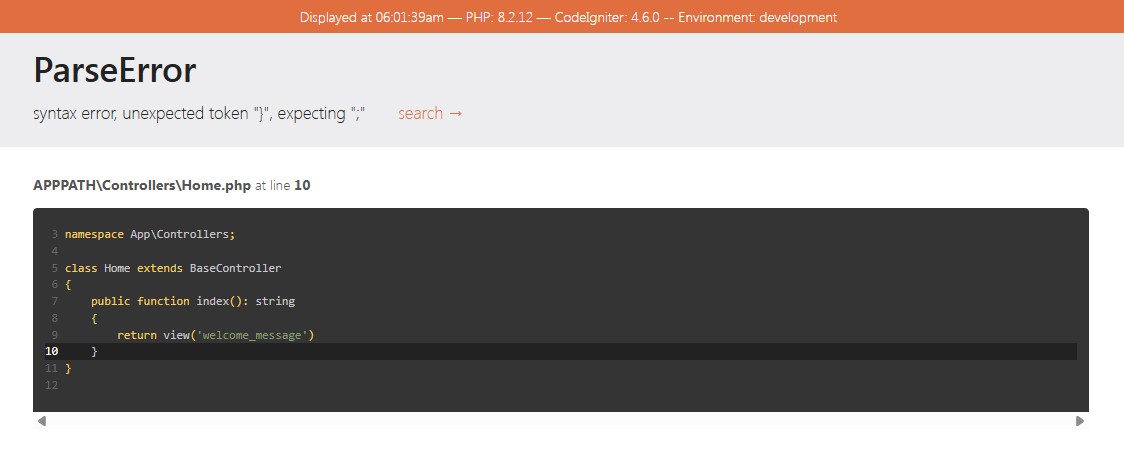 Displayed at 06:01:39am — PHP: 8.2.12 — CodeIgniter: 4.6.0 -- Environment: development
ParseError
syntax error, unexpected token "}", expecting ";" search →
APPPATH\Controllers\Home.php at line 10
3 namespace App\Controllers;
4
5 class Home extends BaseController
6 {
7     public function index(): string
8     {
9         return view('welcome_message')
10     }
11 }
12